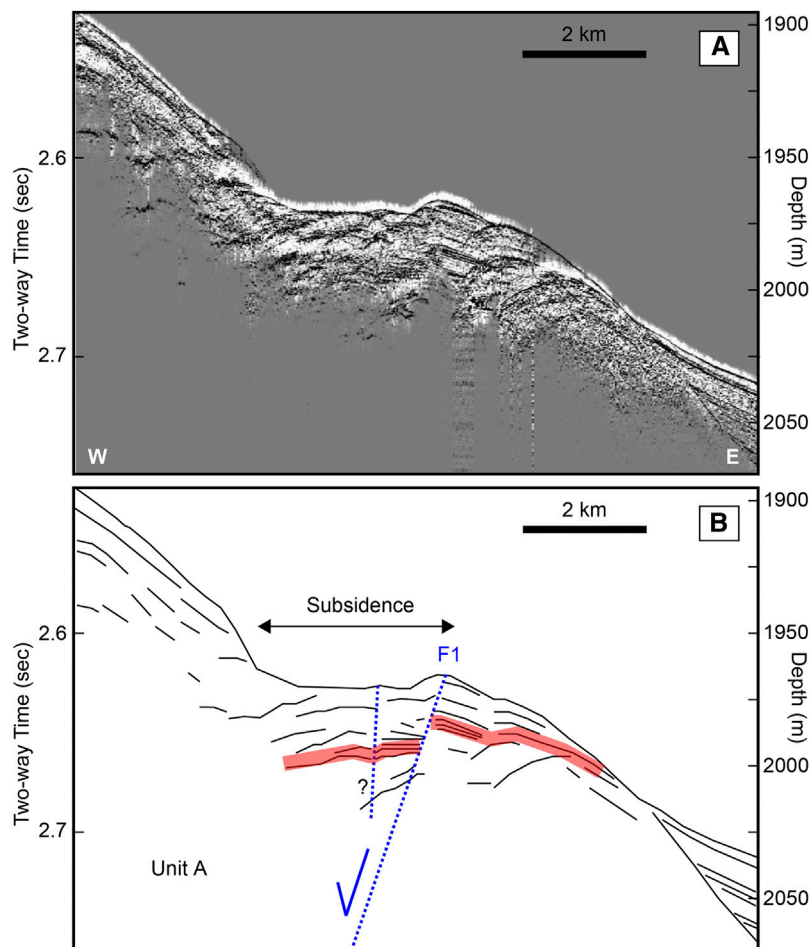 2 km
A
1900
2.6
1950
Two-way Time (sec)
Depth (m)
2000
2.7
2050
W
E
2 km
B
1900
Subsidence
2.6
1950
F1
Two-way Time (sec)
Depth (m)
2000
?
2.7
Unit A
2050